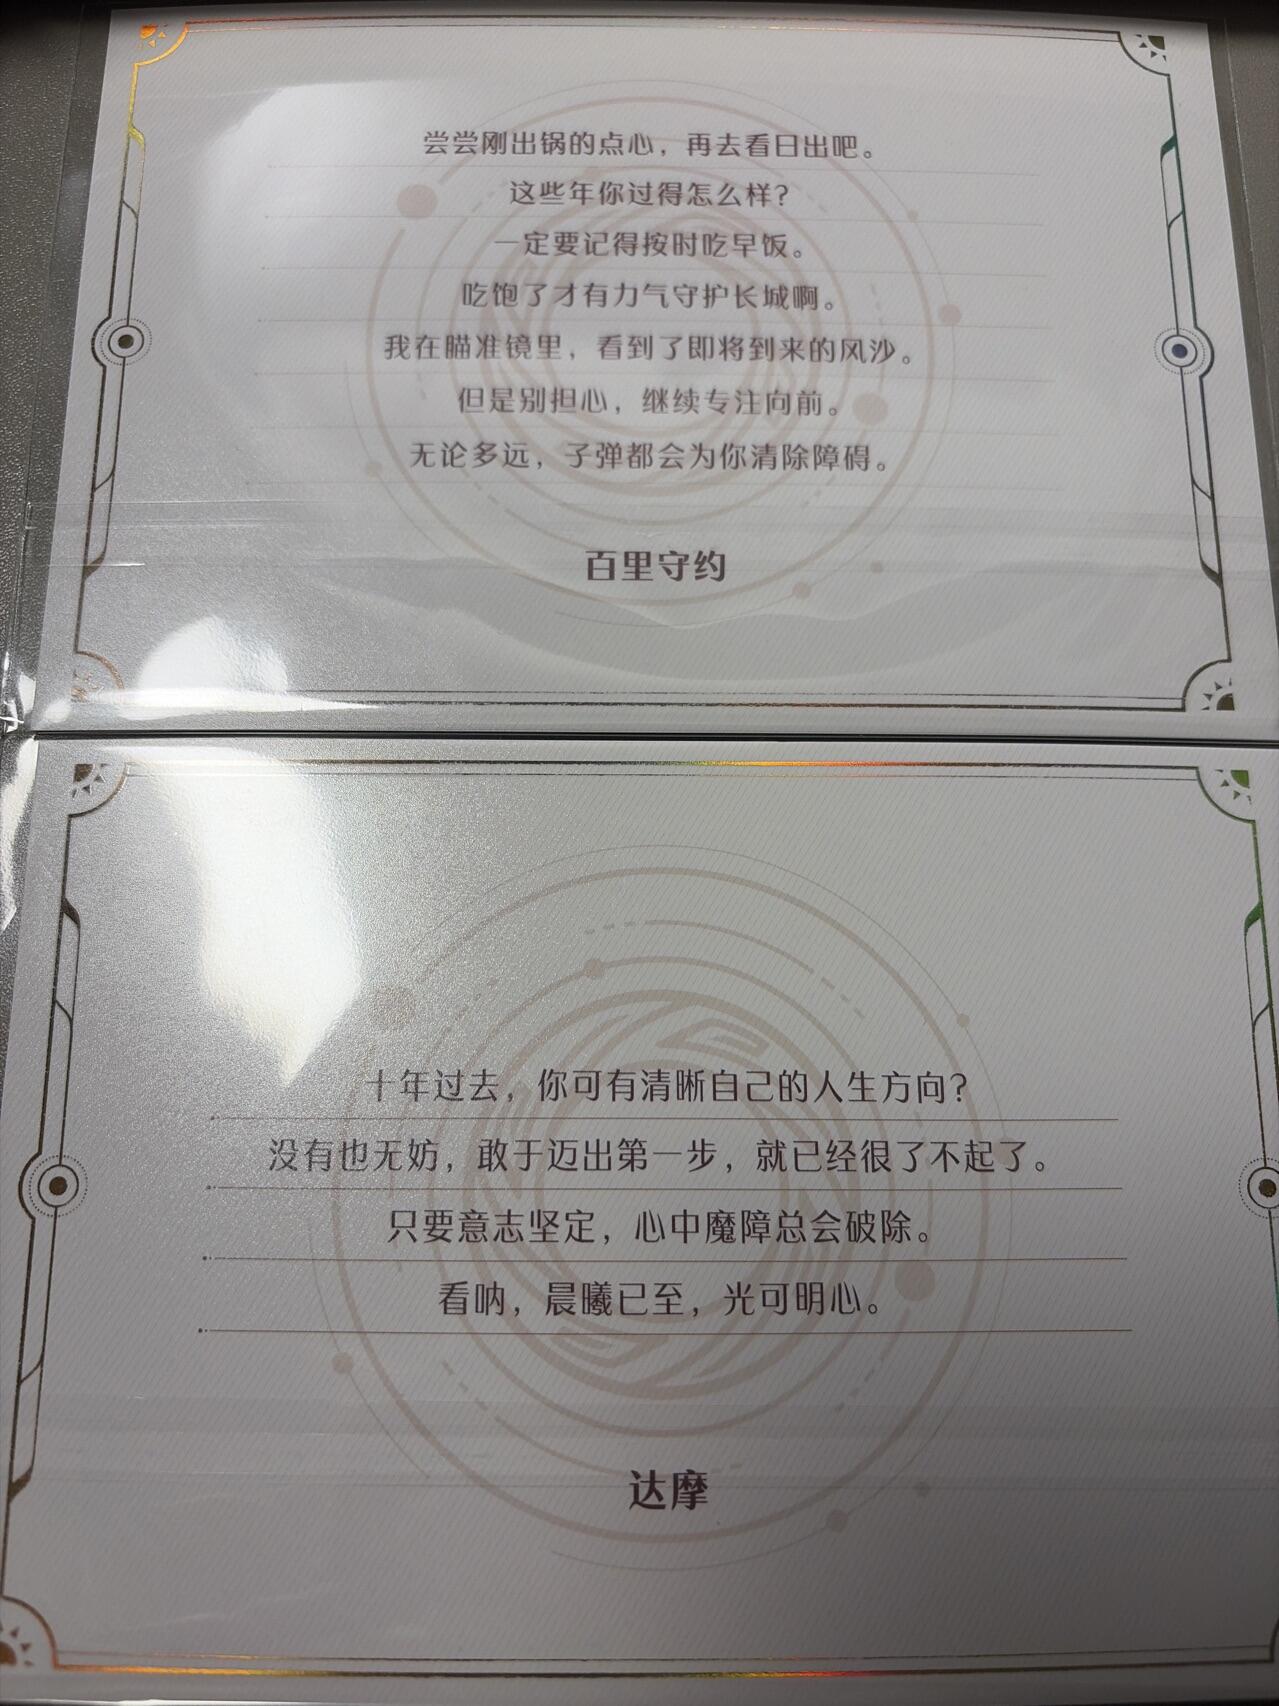 尝尝刚出锅的点心，再去看日出吧。
这些年你过得怎么样？
一定要记得按时吃早饭。
吃饱了才有力气守护长城啊。
我在瞄准镜里，看到了即将到来的风沙。
但是别担心，继续专注向前。
无论多远，子弹都会为你清除障碍。
百里守约
十年过去，你可有清晰自己的人生方向？
没有也无妨，敢于迈出第一步，就已经很了不起了。
只要意志坚定，心中魔障总会破除。
看呐，晨曦已至，光可明心。
达摩